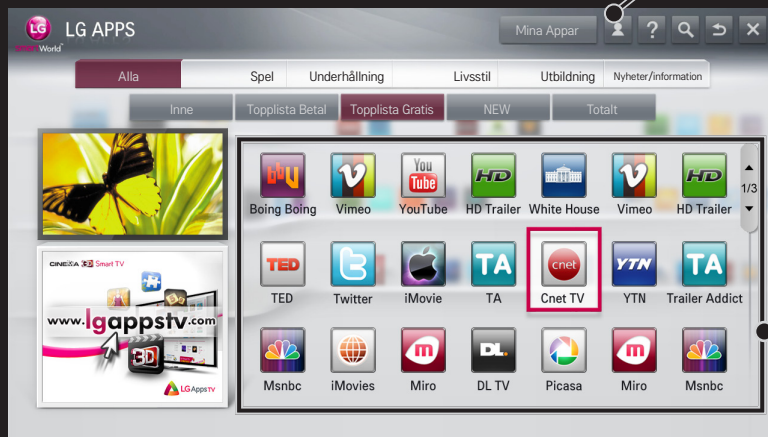 LG LG APPS Mina Appar ?
Smart World
Alla Spel Underhållning Livsstil Utbildning Nyheter/information
Inne Topplista Betal Topplista Gratis NEW Totalt
bbU V You Tube HD V HD
1/3
Boing Boing Vimeo YouTube HD Trailer White House Vimeo HD Trailer
CINEMA 3D Smart TV
TED TA cnet YTN TA
TED Twitter iMovie TA Cnet TV YTN Trailer Addict
www.lgappstv.com
3D
m DL. m
LG Apps TV
Msnbc iMovies Miro DL TV Picasa Miro Msnbc